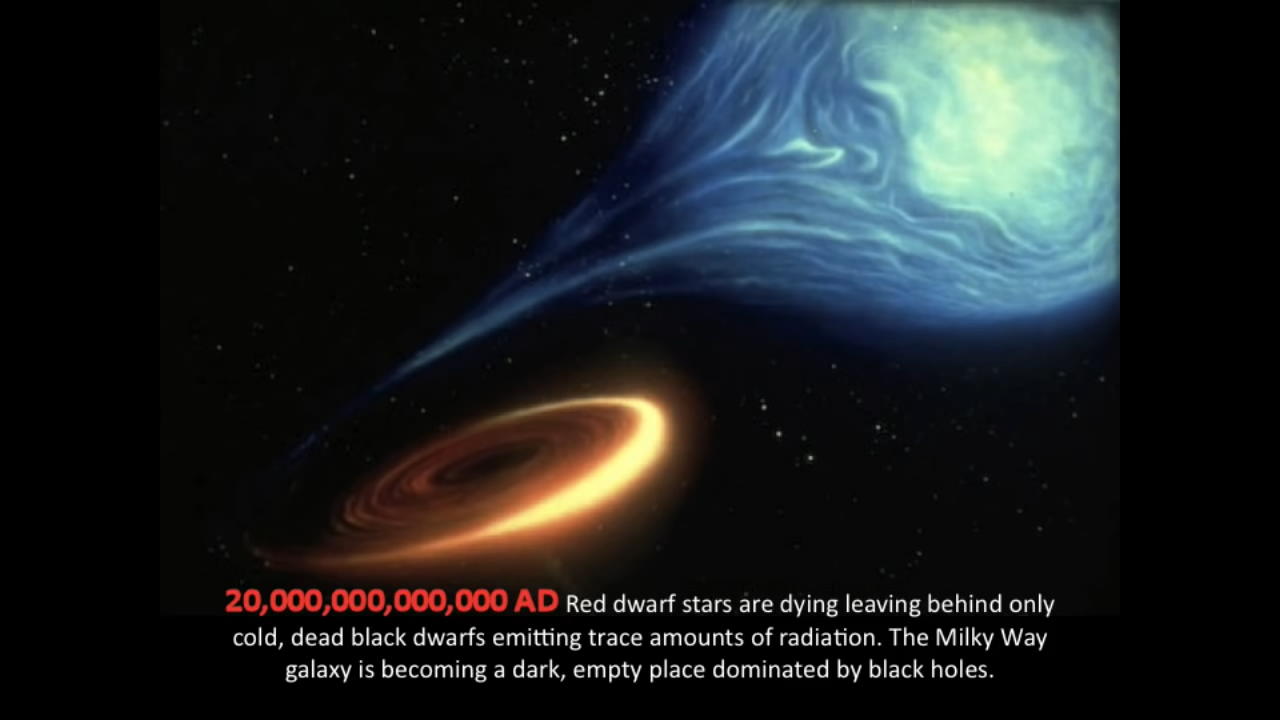 20,000,000,000,000 AD Red dwarf stars are dying leaving behind only
cold, dead black dwarfs emitting trace amounts of radiation. The Milky Way
galaxy is becoming a dark, empty place dominated by black holes.